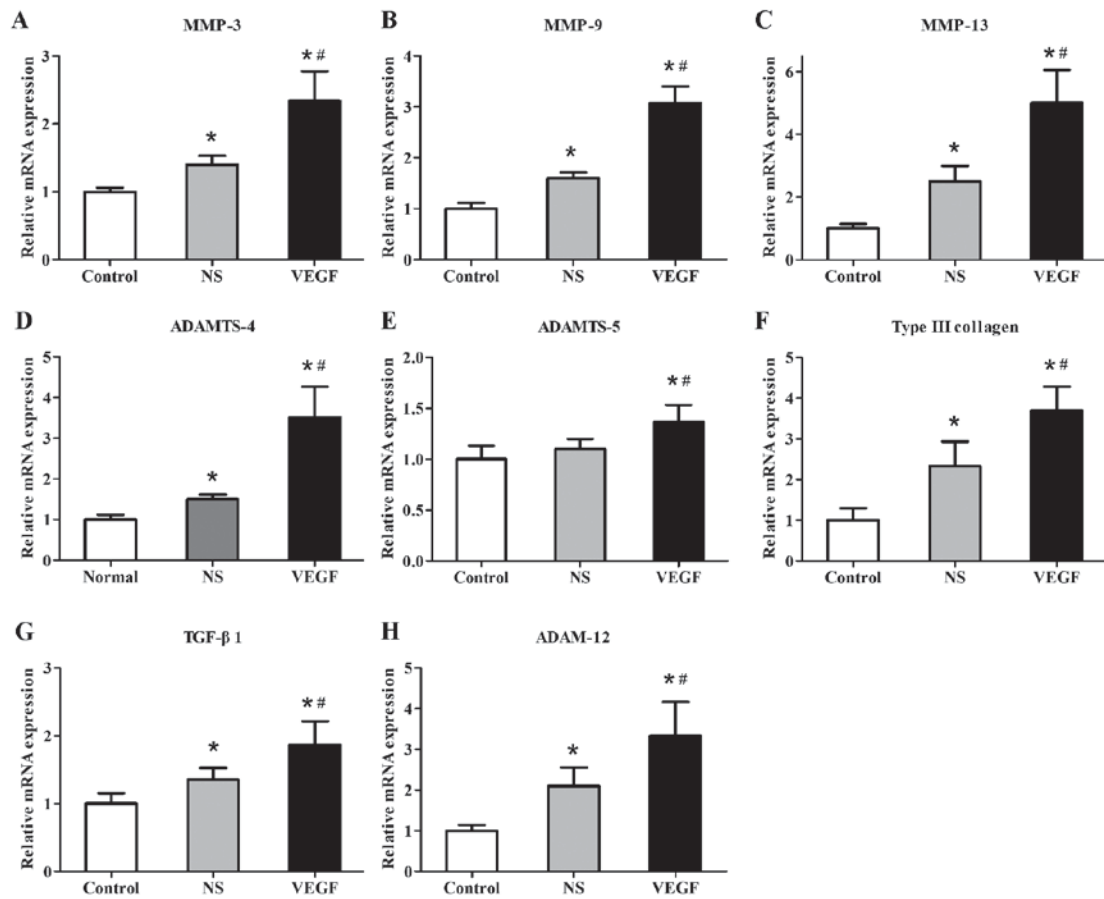 A
MMP-3
Relative mRNA expression
3
2
1
0
*
* #
Control NS VEGF
B
MMP-9
Relative mRNA expression
4
3
2
1
0
*
* #
Control NS VEGF
C
MMP-13
Relative mRNA expression
6
4
2
0
*
* #
Control NS VEGF
D
ADAMTS-4
Relative mRNA expression
5
4
3
2
1
0
*
* #
Normal NS VEGF
E
ADAMTS-5
Relative mRNA expression
2.0
1.5
1.0
0.5
0.0
* #
Control NS VEGF
F
Type III collagen
Relative mRNA expression
5
4
3
2
1
0
*
* #
Control NS VEGF
G
TGF-β 1
Relative mRNA expression
3
2
1
0
*
* #
Control NS VEGF
H
ADAM-12
Relative mRNA expression
5
4
3
2
1
0
*
* #
Control NS VEGF